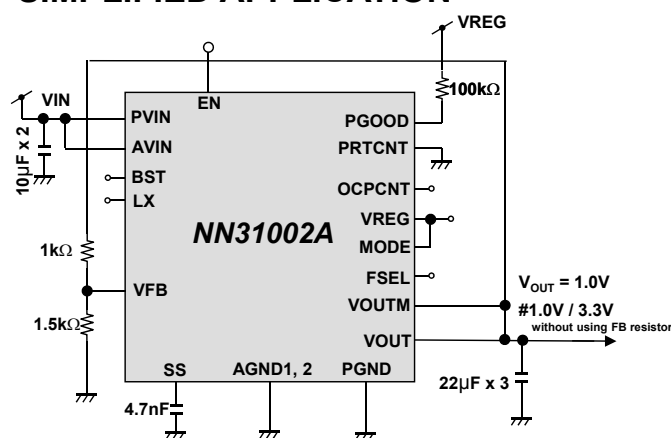 VREG
100kΩ
EN
VIN
10µF x 2
PVIN
AVIN
BST
LX
PGOOD
PRTCNT
OCPCNT
NN31002A
VREG
MODE
FSEL
1kΩ
VFB
1.5kΩ
VOUTM
VOUT
VOUT = 1.0V
#1.0V / 3.3V
without using FB resistor
SS
AGND1, 2
PGND
4.7nF
22µF x 3